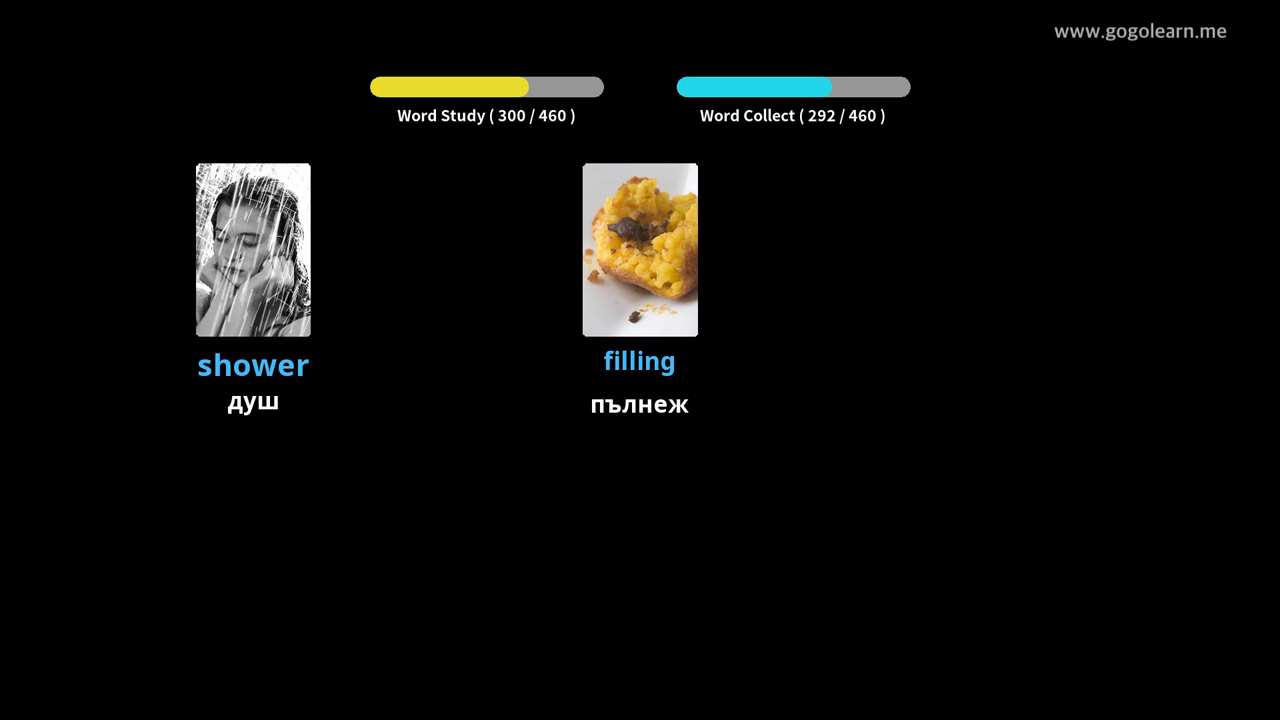 www.gogolearn.me
Word Study ( 300 / 460 )
Word Collect ( 292 / 460 )
shower
душ
filling
пълнеж